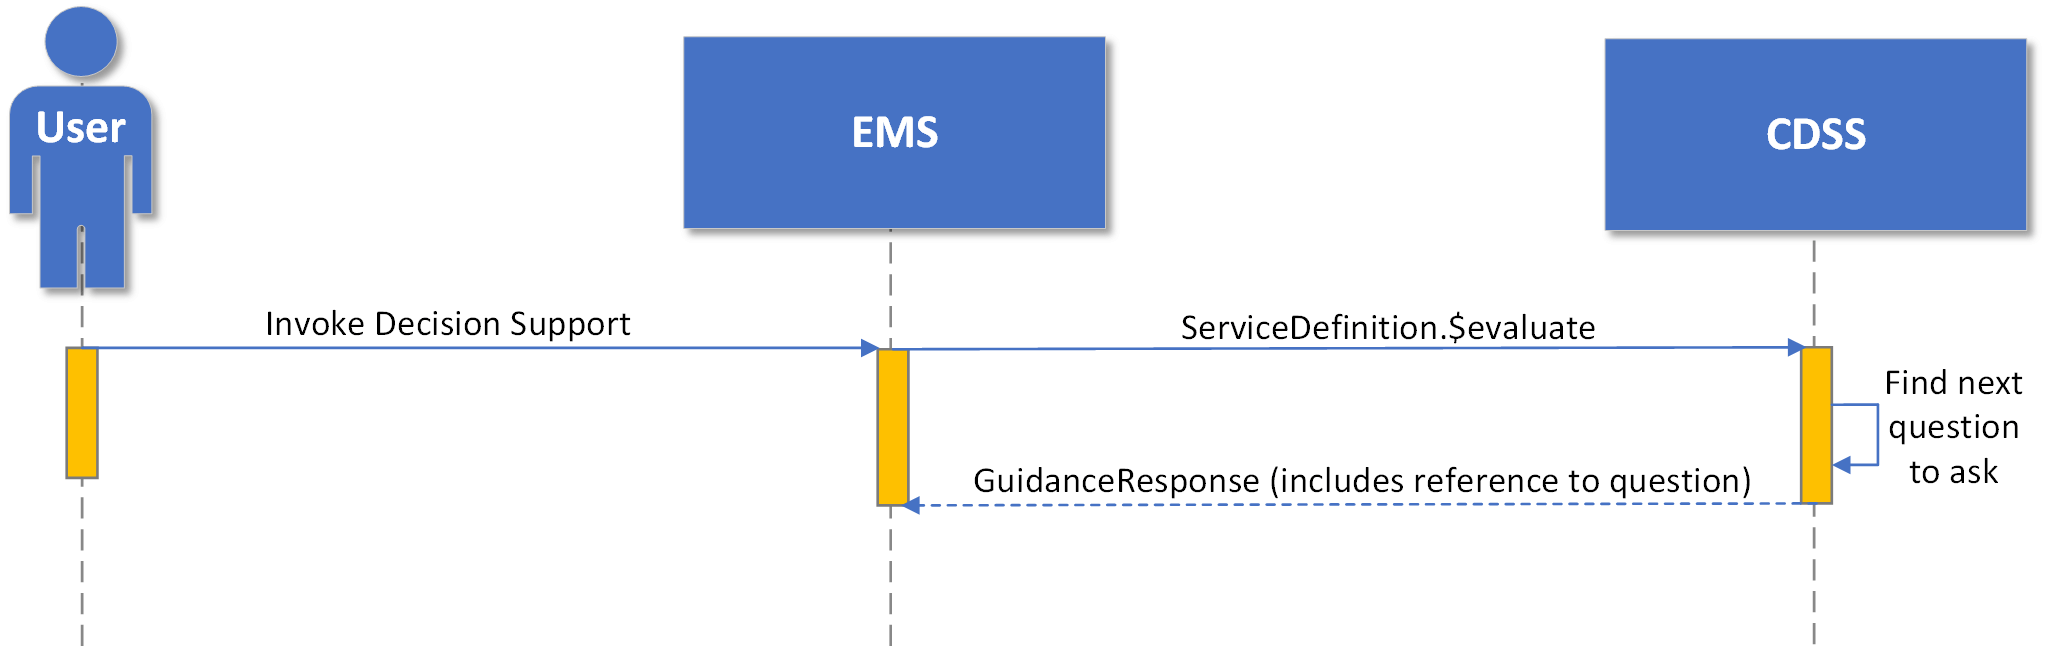 User
EMS
CDSS
Invoke Decision Support
ServiceDefinition.$evaluate
Find next
question
to ask
GuidanceResponse (includes reference to question)